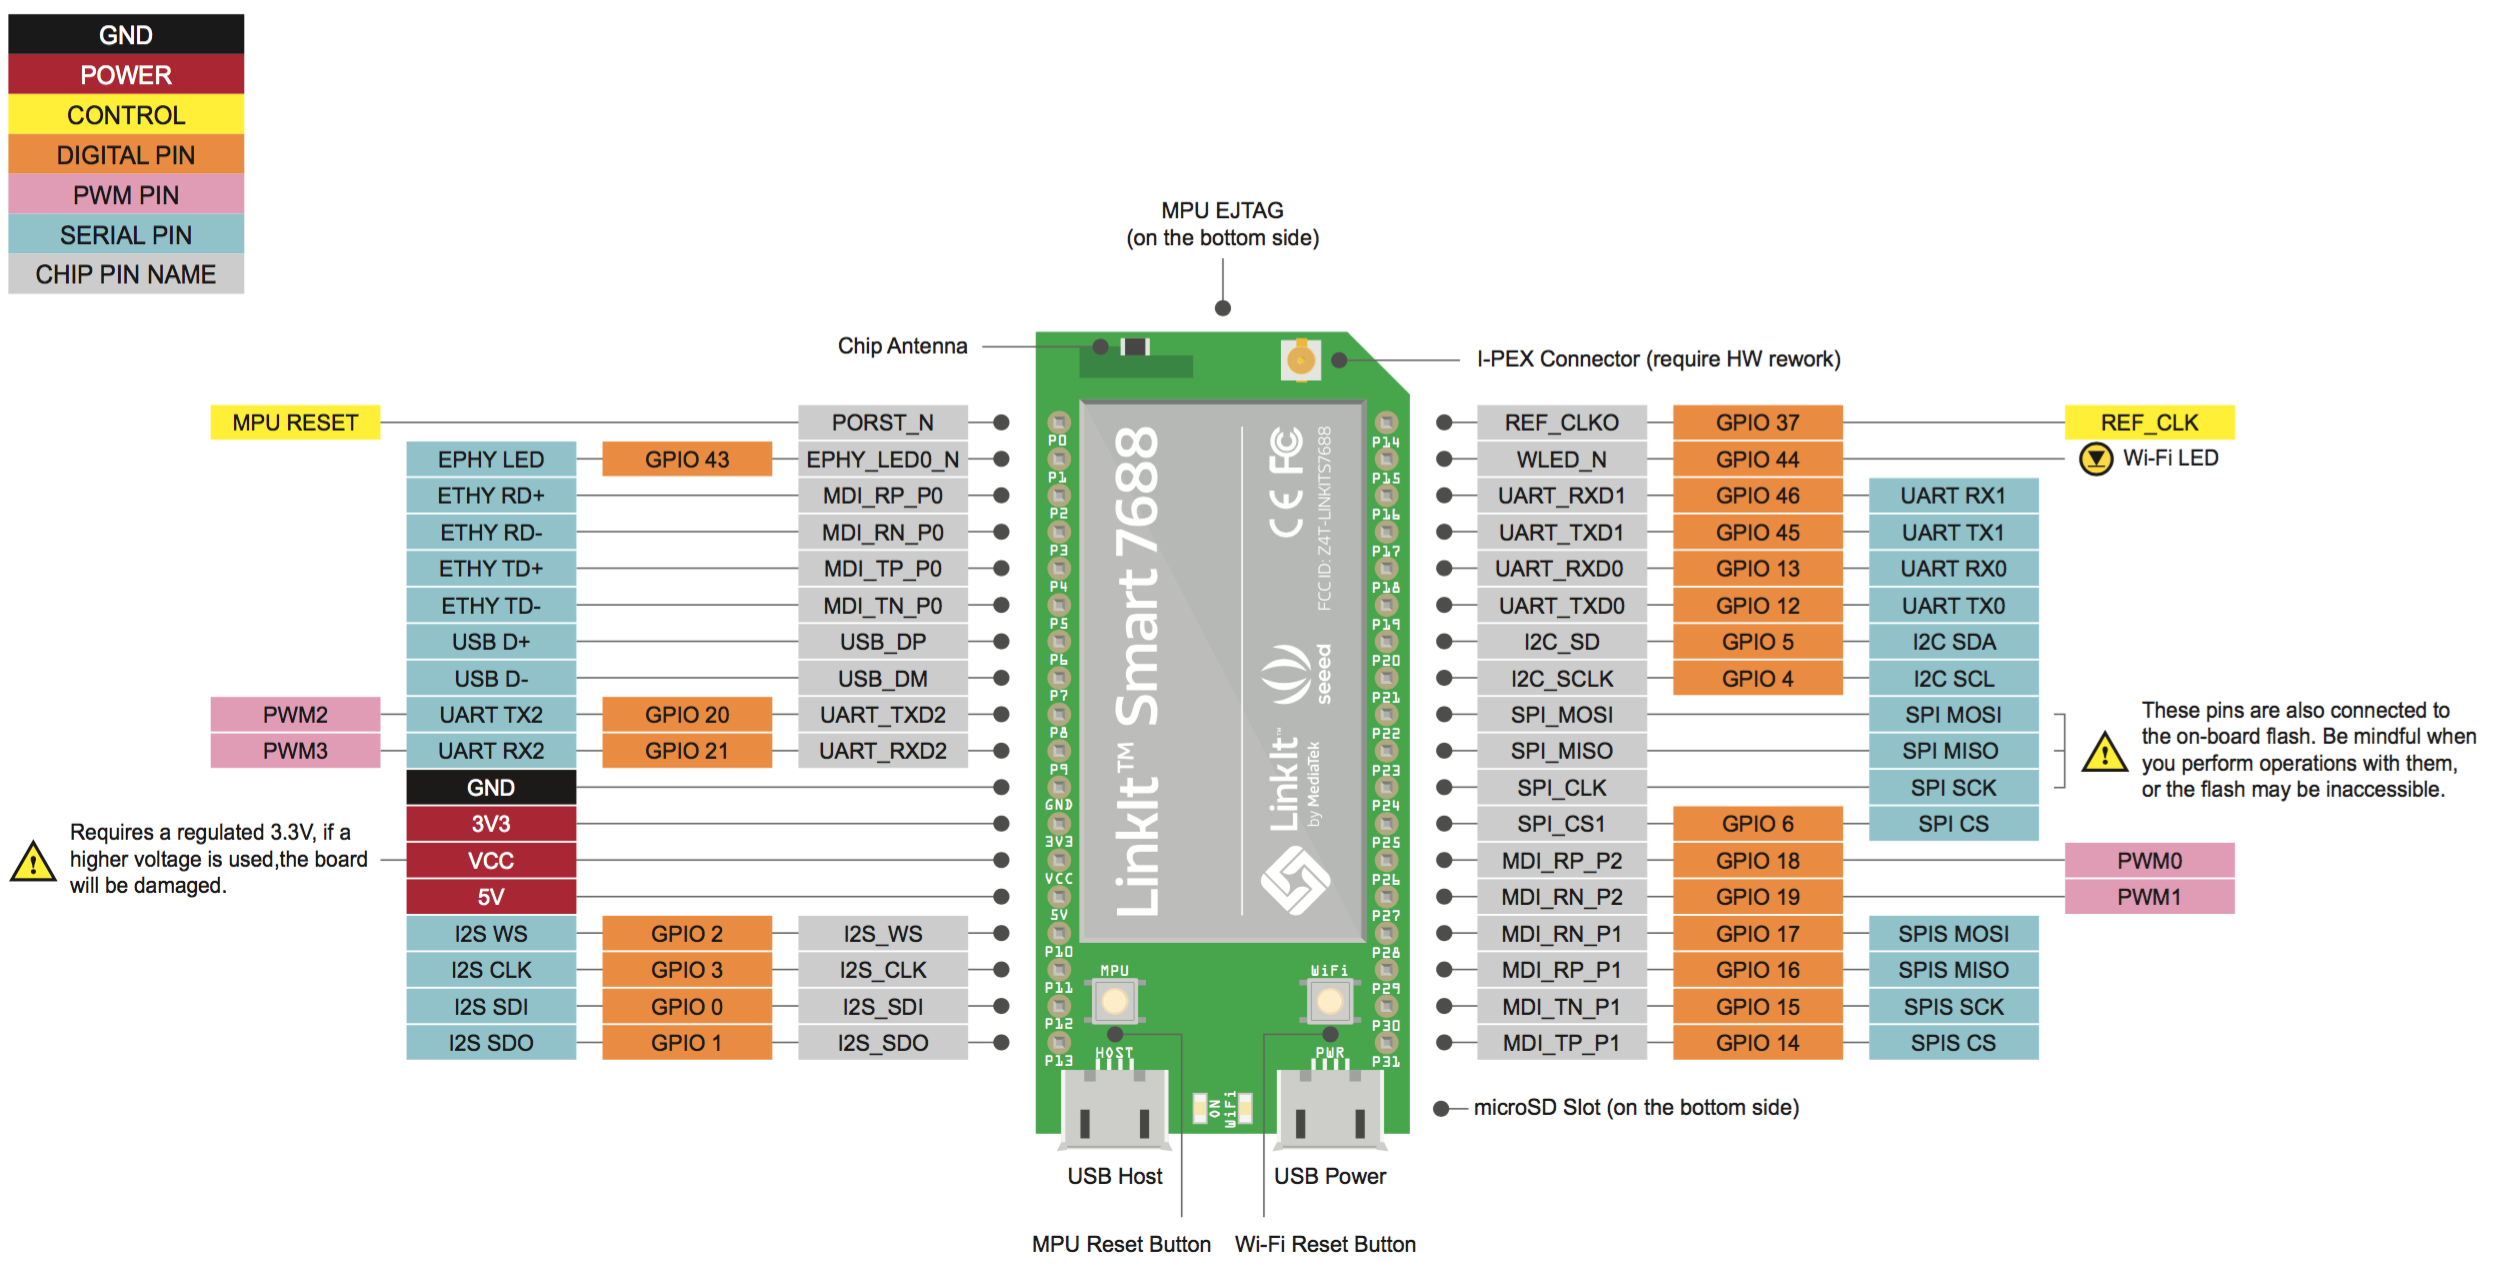 GND
POWER
CONTROL
DIGITAL PIN
PWM PIN
SERIAL PIN
CHIP PIN NAME
MPU EJTAG
(on the bottom side)
Chip Antenna
I-PEX Connector (require HW rework)
MPU RESET PORST_N
EPHY LED GPIO 43 EPHY_LED0_N
ETHY RD+ MDI_RP_P0
ETHY RD- MDI_RN_P0
ETHY TD+ MDI_TP_P0
ETHY TD- MDI_TN_P0
USB D+ USB_DP
USB D- USB_DM
PWM2 UART TX2 GPIO 20 UART_TXD2
PWM3 UART RX2 GPIO 21 UART_RXD2
GND
3V3
VCC
5V
Requires a regulated 3.3V, if a
higher voltage is used,the board
will be damaged.
I2S WS GPIO 2 I2S_WS
I2S CLK GPIO 3 I2S_CLK
I2S SDI GPIO 0 I2S_SDI
I2S SDO GPIO 1 I2S_SDO
P0
P1
P2
P3
P4
P5
P6
P7
P8
P9
GND
3V3
VCC
5V
P10
P11
P12
P13
LinkIt™ Smart 7688
CE FC
FCC ID: Z4T-LINKITS7688
seeed
LinkIt™
by MediaTek
MPU
WiFi
HOST
PWR
ON
WiFi
P14
P15
P16
P17
P18
P19
P20
P21
P22
P23
P24
P25
P26
P27
P28
P29
P30
P31
REF_CLKO GPIO 37 REF_CLK
WLED_N GPIO 44 Wi-Fi LED
UART_RXD1 GPIO 46 UART RX1
UART_TXD1 GPIO 45 UART TX1
UART_RXD0 GPIO 13 UART RX0
UART_TXD0 GPIO 12 UART TX0
I2C_SD GPIO 5 I2C SDA
I2C_SCLK GPIO 4 I2C SCL
SPI_MOSI SPI MOSI
SPI_MISO SPI MISO
SPI_CLK SPI SCK
These pins are also connected to
the on-board flash. Be mindful when
you perform operations with them,
or the flash may be inaccessible.
SPI_CS1 GPIO 6 SPI CS
MDI_RP_P2 GPIO 18 PWM0
MDI_RN_P2 GPIO 19 PWM1
MDI_RN_P1 GPIO 17 SPIS MOSI
MDI_RP_P1 GPIO 16 SPIS MISO
MDI_TN_P1 GPIO 15 SPIS SCK
MDI_TP_P1 GPIO 14 SPIS CS
microSD Slot (on the bottom side)
USB Host
USB Power
MPU Reset Button
Wi-Fi Reset Button